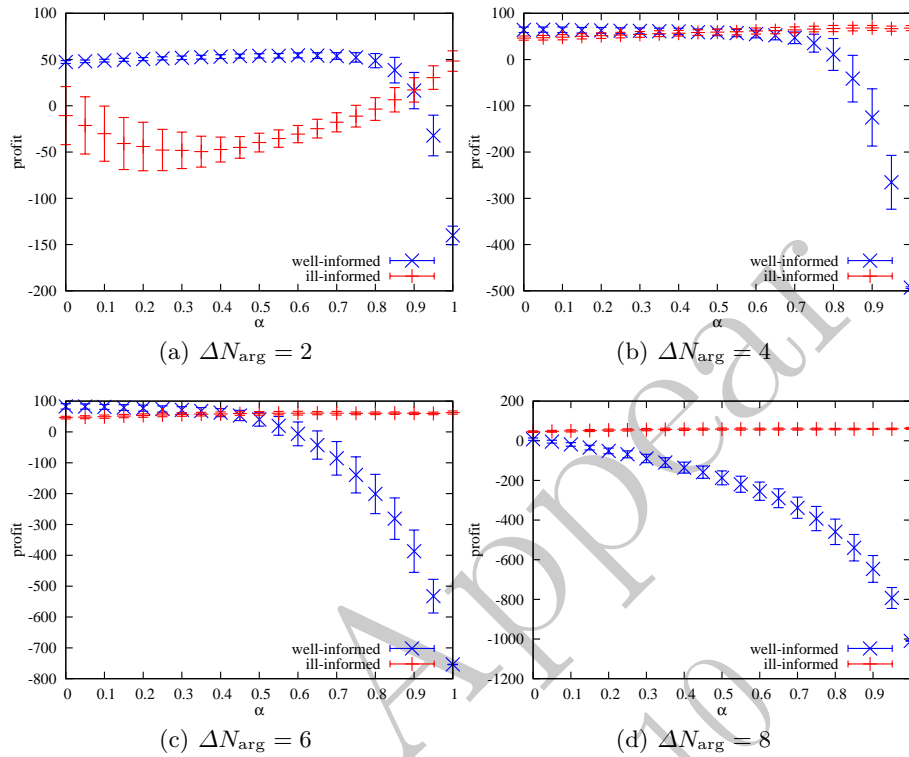 100
50
0
-50
-100
-150
-200
profit
well-informed
ill-informed
0 0.1 0.2 0.3 0.4 0.5 0.6 0.7 0.8 0.9 1
α
(a) ΔN_arg = 2
100
0
-100
-200
-300
-400
-500
profit
well-informed
ill-informed
0 0.1 0.2 0.3 0.4 0.5 0.6 0.7 0.8 0.9
α
(b) ΔN_arg = 4
100
0
-100
-200
-300
-400
-500
-600
-700
-800
profit
well-informed
ill-informed
0 0.1 0.2 0.3 0.4 0.5 0.6 0.7 0.8 0.9 1
α
(c) ΔN_arg = 6
200
0
-200
-400
-600
-800
-1000
-1200
profit
well-informed
ill-informed
0 0.1 0.2 0.3 0.4 0.5 0.6 0.7 0.8 0.9
α
(d) ΔN_arg = 8
Appear
10